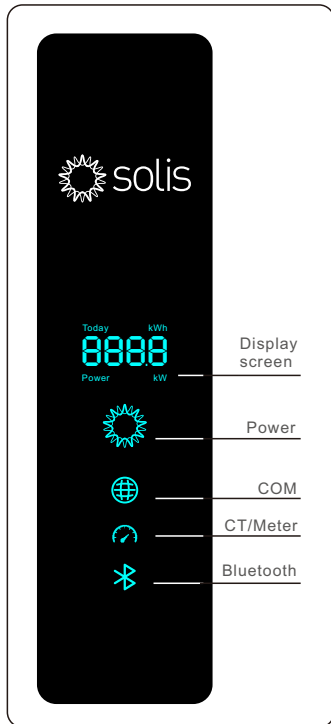 solis
Today kWh
888.8
Power kW
Display
screen
Power
COM
CT/Meter
Bluetooth